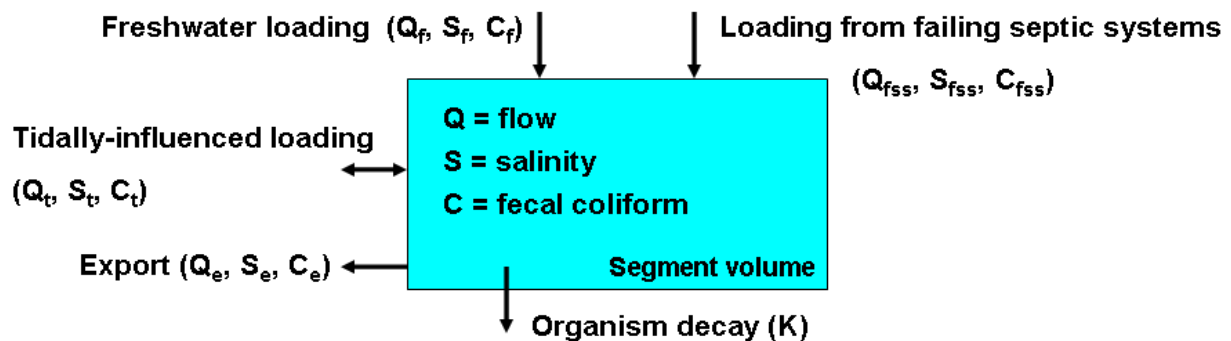 Freshwater loading (Qf, Sf, Cf)
Loading from failing septic systems
(Qfss, Sfss, Cfss)
Q = flow
S = salinity
C = fecal coliform
Tidally-influenced loading
(Qt, St, Ct)
Export (Qe, Se, Ce)
Segment volume
Organism decay (K)